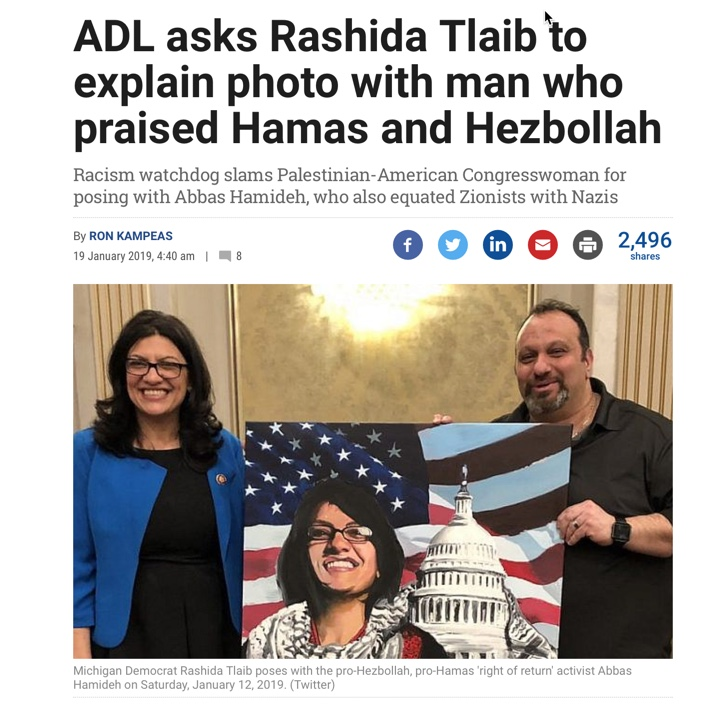 ADL asks Rashida Tlaib to
explain photo with man who
praised Hamas and Hezbollah
Racism watchdog slams Palestinian-American Congresswoman for
posing with Abbas Hamideh, who also equated Zionists with Nazis
By RON KAMPEAS
19 January 2019, 4:40 am | 8
2,496
shares
Michigan Democrat Rashida Tlaib poses with the pro-Hezbollah, pro-Hamas 'right of return' activist Abbas
Hamideh on Saturday, January 12, 2019. (Twitter)